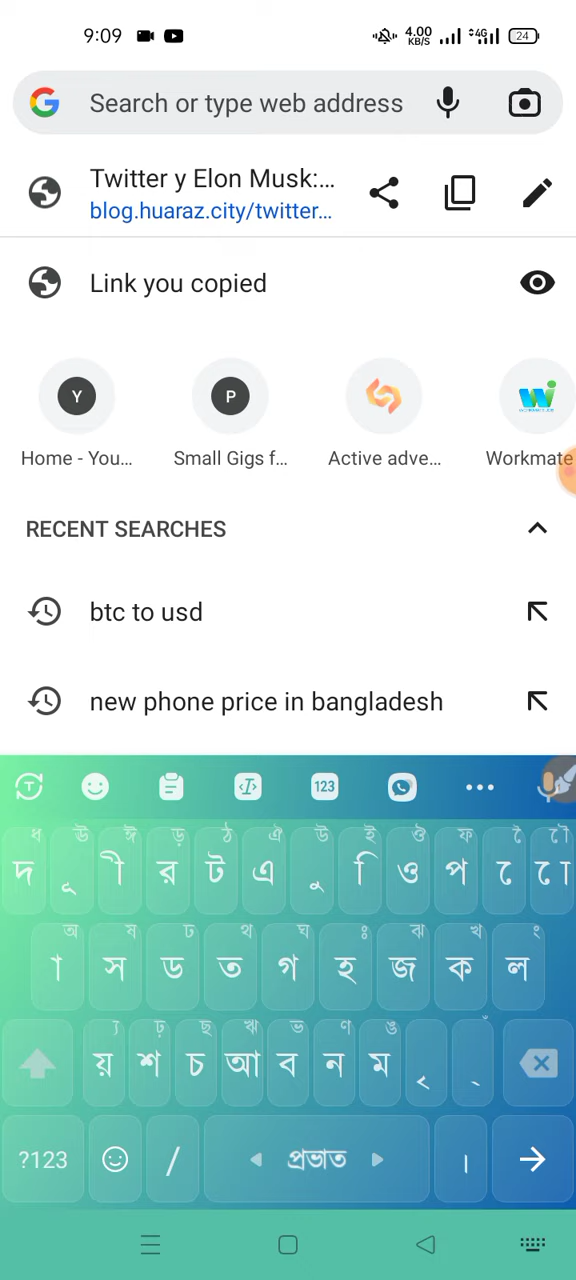 9:09 4.00 KB/S 4G 24
Search or type web address
Twitter y Elon Musk:...
blog.huaraz.city/twitter...
Link you copied
Y P
Home - You... Small Gigs f... Active adve... Workmate
RECENT SEARCHES
btc to usd
new phone price in bangladesh
T 123
ধ ঊ ঈ ড় ঠ ঐ উ ই ঔ ফ ৈ ৌ
দ ূ ী র ট এ ু ি ও প ে ো
অ ষ ঢ থ ঘ ঃ ঝ খ ং
া স ড ত গ হ জ ক ল
য ঢ় ছ ঋ ভ ণ ঙ ঁ
য় শ চ আ ব ন ম ্
?123 / প্রভাত ।